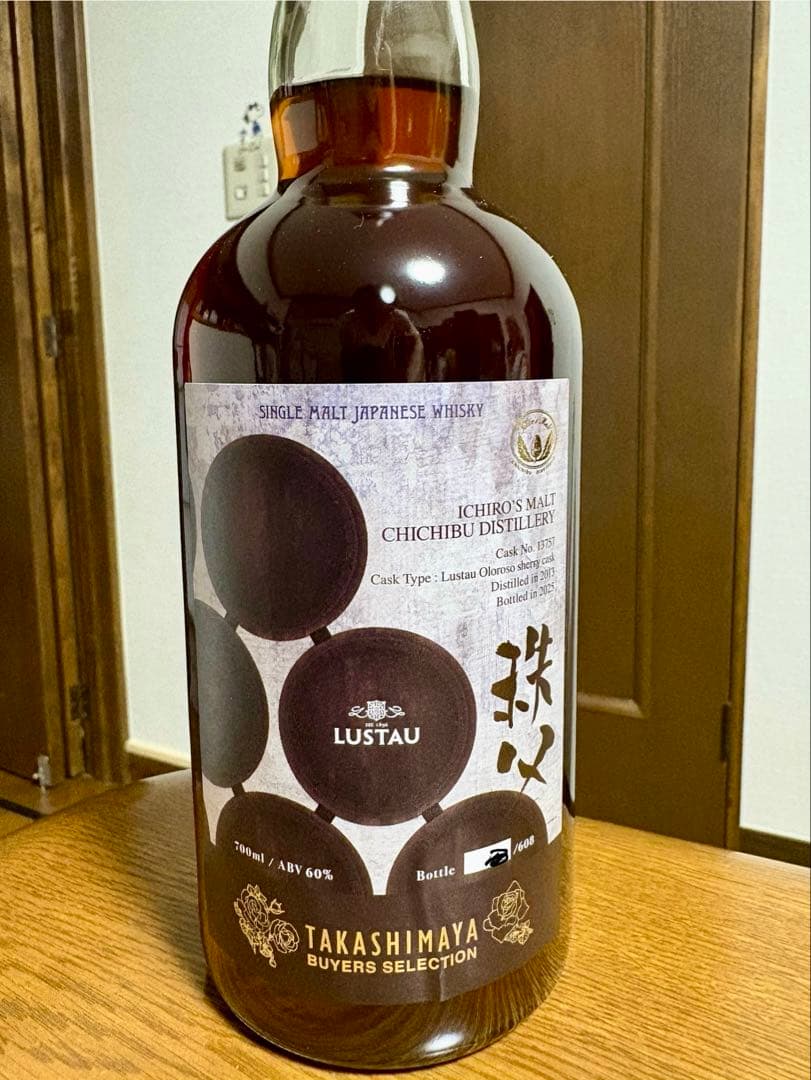 SINGLE MALT JAPANESE WHISKY
ICHIRO'S MALT
CHICHIBU DISTILLERY
Cask No. 13757
Cask Type : Lustau Oloroso sherry cask
Distilled in 2013
Bottled in 2025
秩父
LUSTAU
700ml / ABV 60%
Bottle /608
TAKASHIMAYA
BUYERS SELECTION